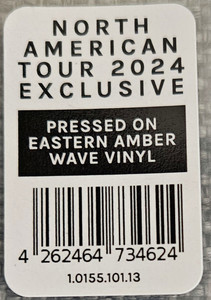 NORTH
AMERICAN
TOUR 2024
EXCLUSIVE
PRESSED ON
EASTERN AMBER
WAVE VINYL
4 262464 734624
1.0155.101.13